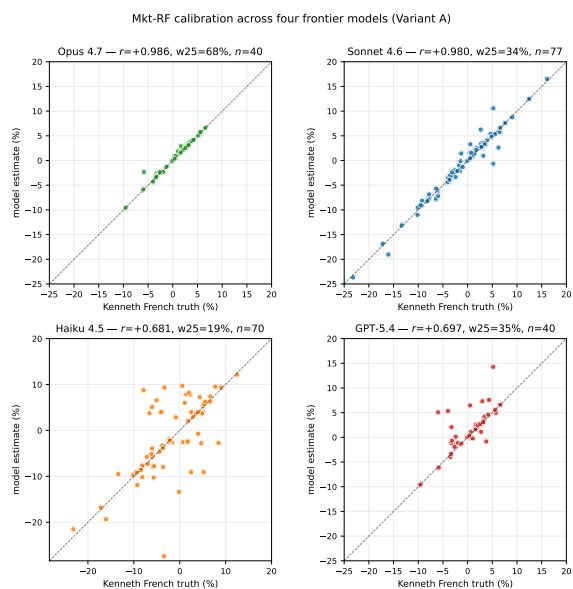 Mkt-RF calibration across four frontier models (Variant A)
Opus 4.7 — r=+0.986, w25=68%, n=40
20
15
10
5
0
−5
−10
−15
−20
−25
model estimate (%)
−25 −20 −15 −10 −5 0 5 10 15 20
Kenneth French truth (%)
Sonnet 4.6 — r=+0.980, w25=34%, n=77
20
15
10
5
0
−5
−10
−15
−20
−25
model estimate (%)
−25 −20 −15 −10 −5 0 5 10 15 20
Kenneth French truth (%)
Haiku 4.5 — r=+0.681, w25=19%, n=70
20
10
0
−10
−20
model estimate (%)
−20 −10 0 10 20
Kenneth French truth (%)
GPT-5.4 — r=+0.697, w25=35%, n=40
20
15
10
5
0
−5
−10
−15
−20
−25
model estimate (%)
−25 −20 −15 −10 −5 0 5 10 15 20
Kenneth French truth (%)